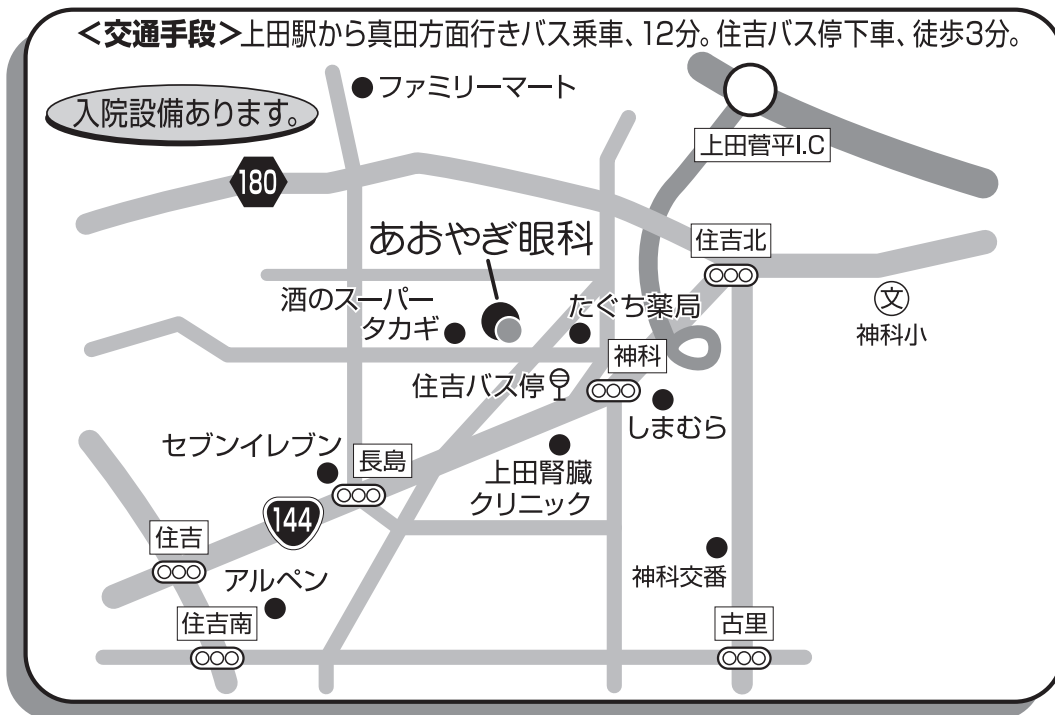 <交通手段>上田駅から真田方面行きバス乗車、12分。住吉バス停下車、徒歩3分。
入院設備あります。
ファミリーマート
上田菅平I.C
180
あおやぎ眼科
住吉北
酒のスーパー
タカギ
たぐち薬局
文
神科小
神科
住吉バス停
しまむら
セブンイレブン
長島
上田腎臓
クリニック
144
住吉
アルペン
神科交番
住吉南
古里